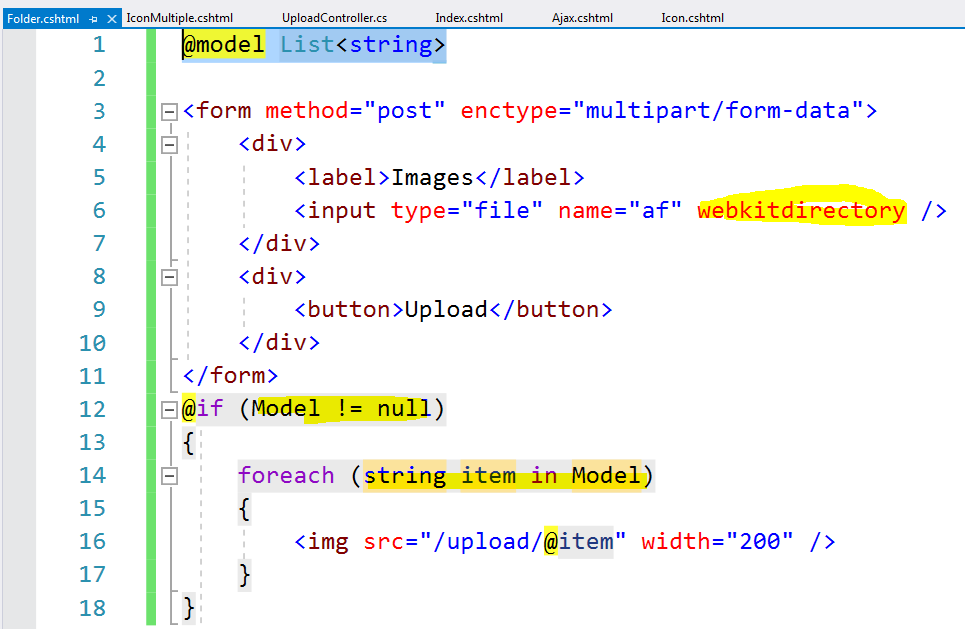 Folder.cshtml IconMultiple.cshtml UploadController.cs Index.cshtml Ajax.cshtml Icon.cshtml
1 @model List<string>
2
3 <form method="post" enctype="multipart/form-data">
4 <div>
5 <label>Images</label>
6 <input type="file" name="af" webkitdirectory />
7 </div>
8 <div>
9 <button>Upload</button>
10 </div>
11 </form>
12 @if (Model != null)
13 {
14 foreach (string item in Model)
15 {
16 <img src="/upload/@item" width="200" />
17 }
18 }